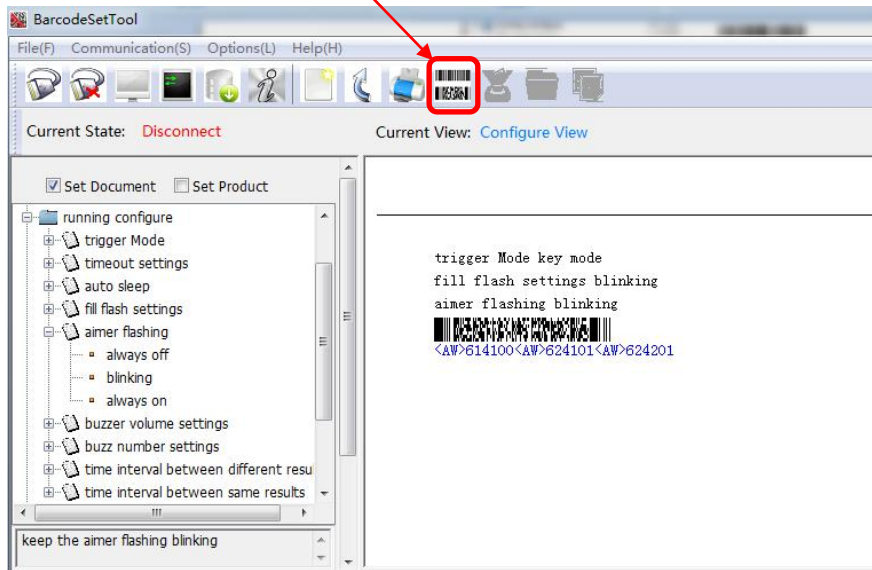 BarcodeSetTool
File(F) Communication(S) Options(L) Help(H)
Current State: Disconnect
Current View: Configure View
Set Document Set Product
running configure
trigger Mode
timeout settings
auto sleep
fill flash settings
aimer flashing
always off
blinking
always on
buzzer volume settings
buzz number settings
time interval between different resu
time interval between same results
keep the aimer flashing blinking
trigger Mode key mode
fill flash settings blinking
aimer flashing blinking
<AW>614100<AW>624101<AW>624201